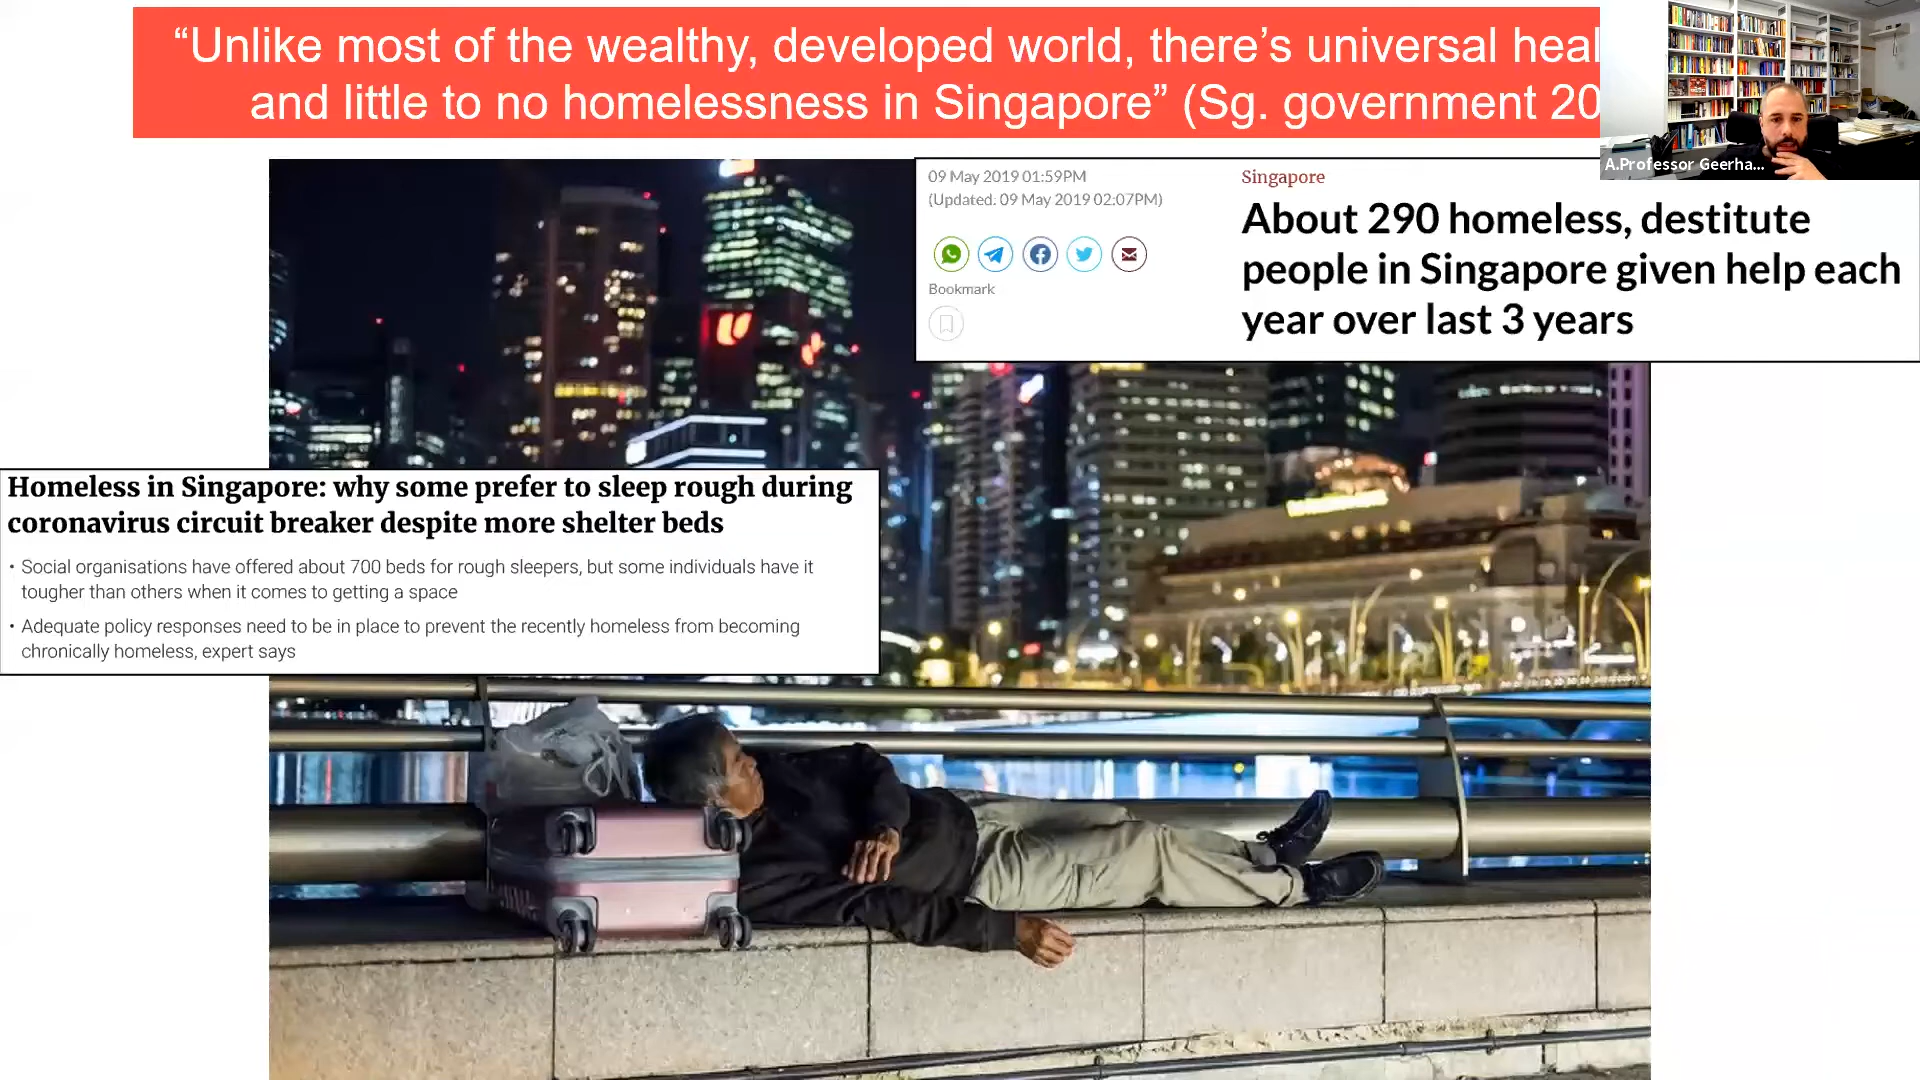 “Unlike most of the wealthy, developed world, there’s universal heal
and little to no homelessness in Singapore” (Sg. government 20
A.Professor Geerha...
09 May 2019 01:59PM
(Updated: 09 May 2019 02:07PM)
Bookmark
Singapore
About 290 homeless, destitute
people in Singapore given help each
year over last 3 years
Homeless in Singapore: why some prefer to sleep rough during
coronavirus circuit breaker despite more shelter beds
• Social organisations have offered about 700 beds for rough sleepers, but some individuals have it
tougher than others when it comes to getting a space
• Adequate policy responses need to be in place to prevent the recently homeless from becoming
chronically homeless, expert says